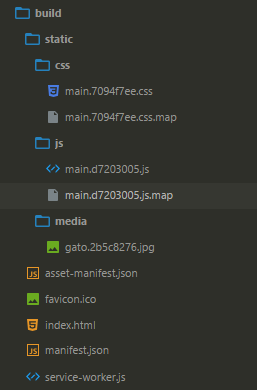 build
static
css
main.7094f7ee.css
main.7094f7ee.css.map
js
main.d7203005.js
main.d7203005.js.map
media
gato.2b5c8276.jpg
asset-manifest.json
favicon.ico
index.html
manifest.json
service-worker.js